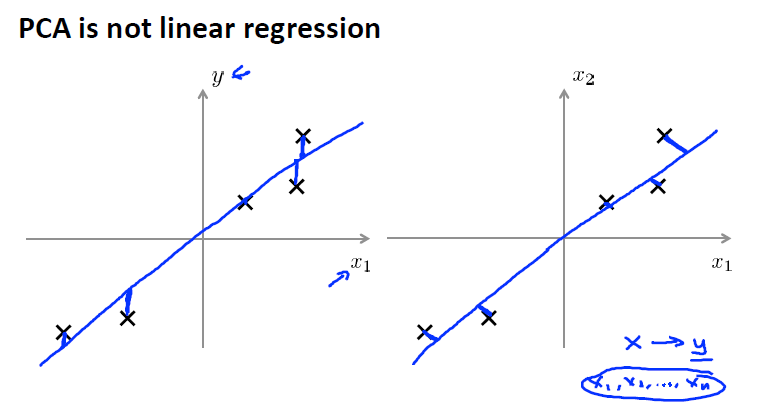 PCA is not linear regression
y
x₁
x₂
x₁
x → y
x₁, x₂, ..., xₙ